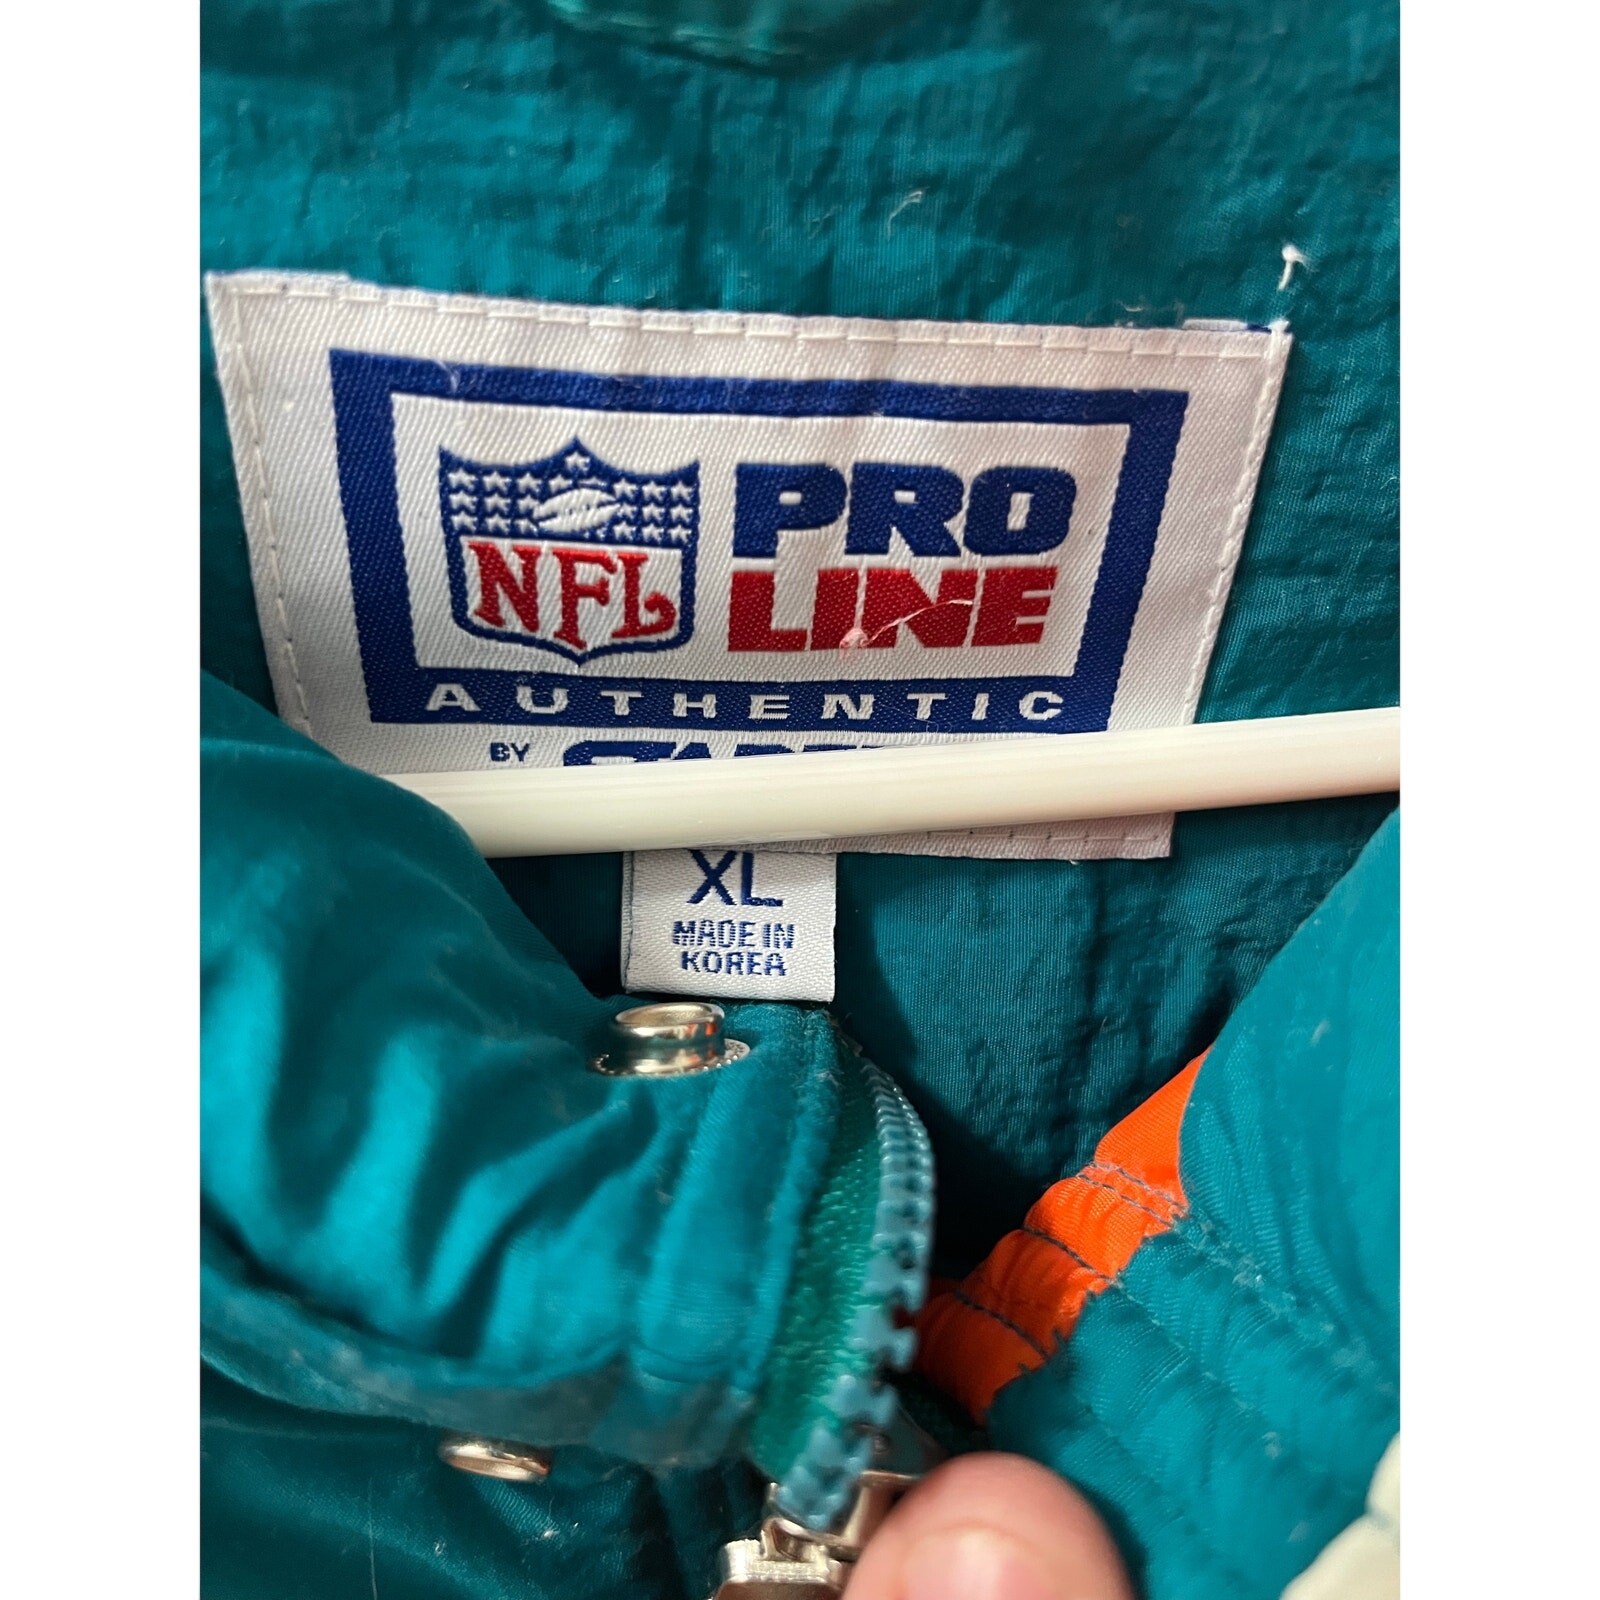 NFL
PRO
LINE
AUTHENTIC
BY
XL
MADE IN
KOREA